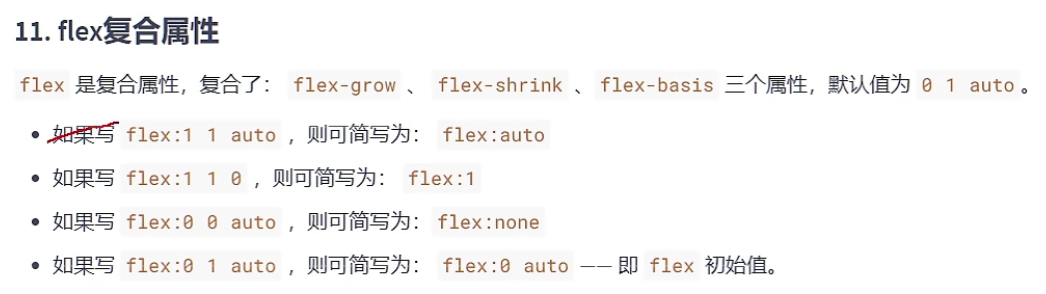 11. flex复合属性
flex 是复合属性，复合了： flex-grow 、 flex-shrink 、 flex-basis 三个属性，默认值为 0 1 auto 。
• 如果写 flex:1 1 auto ，则可简写为： flex:auto
• 如果写 flex:1 1 0 ，则可简写为： flex:1
• 如果写 flex:0 0 auto ，则可简写为： flex:none
• 如果写 flex:0 1 auto ，则可简写为： flex:0 auto —— 即 flex 初始值。